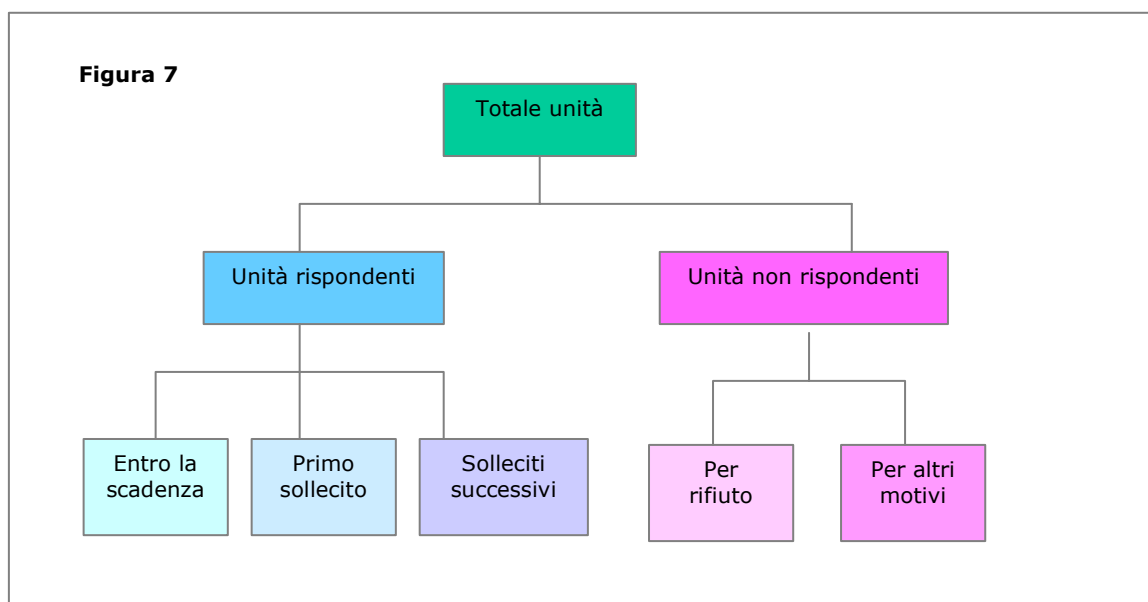 Figura 7
Totale unità
Unità rispondenti
Unità non rispondenti
Entro la
scadenza
Primo
sollecito
Solleciti
successivi
Per
rifiuto
Per altri
motivi